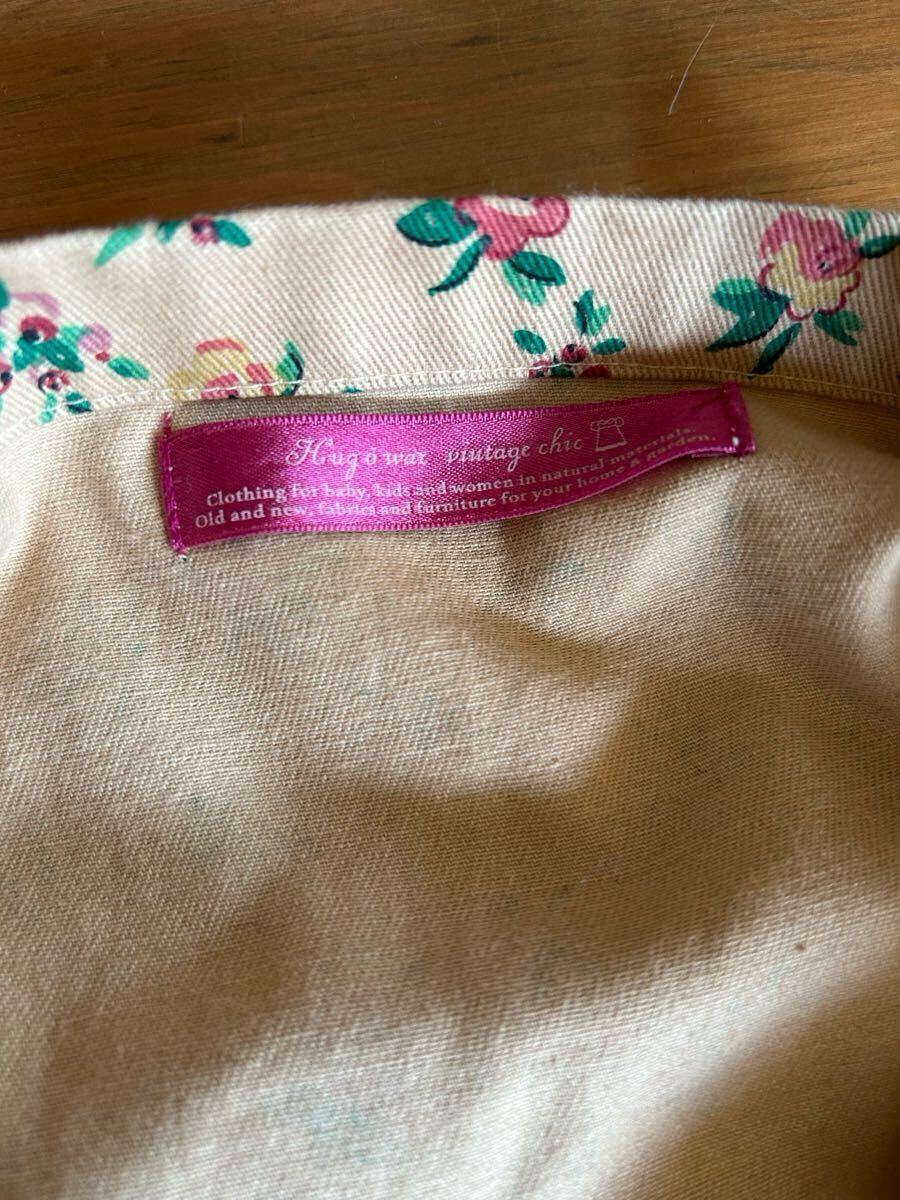 Hug o war vintage chic
Clothing for baby, kids and women in natural materials.
Old and new, fabrics and furniture for your home & garden.